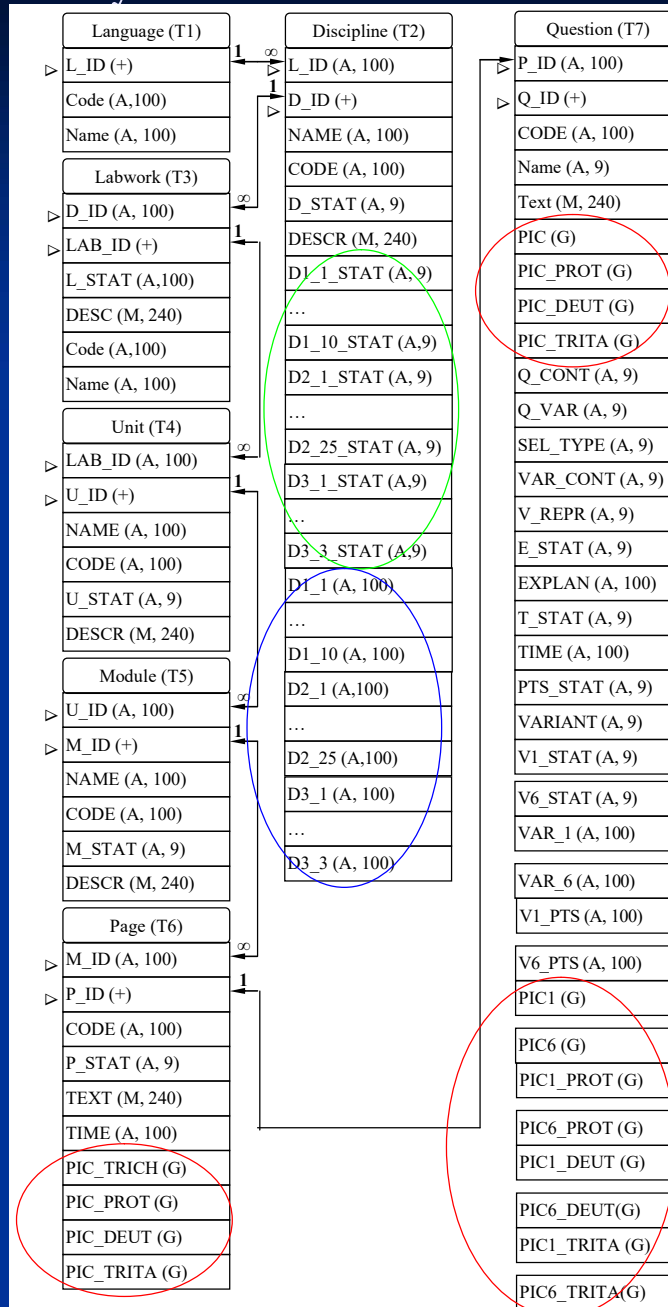 Language (T1)
L_ID (+)
Code (A,100)
Name (A, 100)
Labwork (T3)
D_ID (A, 100)
LAB_ID (+)
L_STAT (A,100)
DESC (M, 240)
Code (A,100)
Name (A, 100)
Unit (T4)
LAB_ID (A, 100)
U_ID (+)
NAME (A, 100)
CODE (A, 100)
U_STAT (A, 9)
DESCR (M, 240)
Module (T5)
U_ID (A, 100)
M_ID (+)
NAME (A, 100)
CODE (A, 100)
M_STAT (A, 9)
DESCR (M, 240)
Page (T6)
M_ID (A, 100)
P_ID (+)
CODE (A, 100)
P_STAT (A, 9)
TEXT (M, 240)
TIME (A, 100)
PIC_TRICH (G)
PIC_PROT (G)
PIC_DEUT (G)
PIC_TRITA (G)
1
∞
1
∞
1
∞
1
∞
1
∞
1
Discipline (T2)
L_ID (A, 100)
D_ID (+)
NAME (A, 100)
CODE (A, 100)
D_STAT (A, 9)
DESCR (M, 240)
D1_1_STAT (A, 9)
…
D1_10_STAT (A,9)
D2_1_STAT (A, 9)
…
D2_25_STAT (A, 9)
D3_1_STAT (A,9)
…
D3_3_STAT (A,9)
D1_1 (A, 100)
…
D1_10 (A, 100)
D2_1 (A,100)
…
D2_25 (A,100)
D3_1 (A, 100)
…
D3_3 (A, 100)
Question (T7)
P_ID (A, 100)
Q_ID (+)
CODE (A, 100)
Name (A, 9)
Text (M, 240)
PIC (G)
PIC_PROT (G)
PIC_DEUT (G)
PIC_TRITA (G)
Q_CONT (A, 9)
Q_VAR (A, 9)
SEL_TYPE (A, 9)
VAR_CONT (A, 9)
V_REPR (A, 9)
E_STAT (A, 9)
EXPLAN (A, 100)
T_STAT (A, 9)
TIME (A, 100)
PTS_STAT (A, 9)
VARIANT (A, 9)
V1_STAT (A, 9)
V6_STAT (A, 9)
VAR_1 (A, 100)
VAR_6 (A, 100)
V1_PTS (A, 100)
V6_PTS (A, 100)
PIC1 (G)
PIC6 (G)
PIC1_PROT (G)
PIC6_PROT (G)
PIC1_DEUT (G)
PIC6_DEUT(G)
PIC1_TRITA (G)
PIC6_TRITA(G)